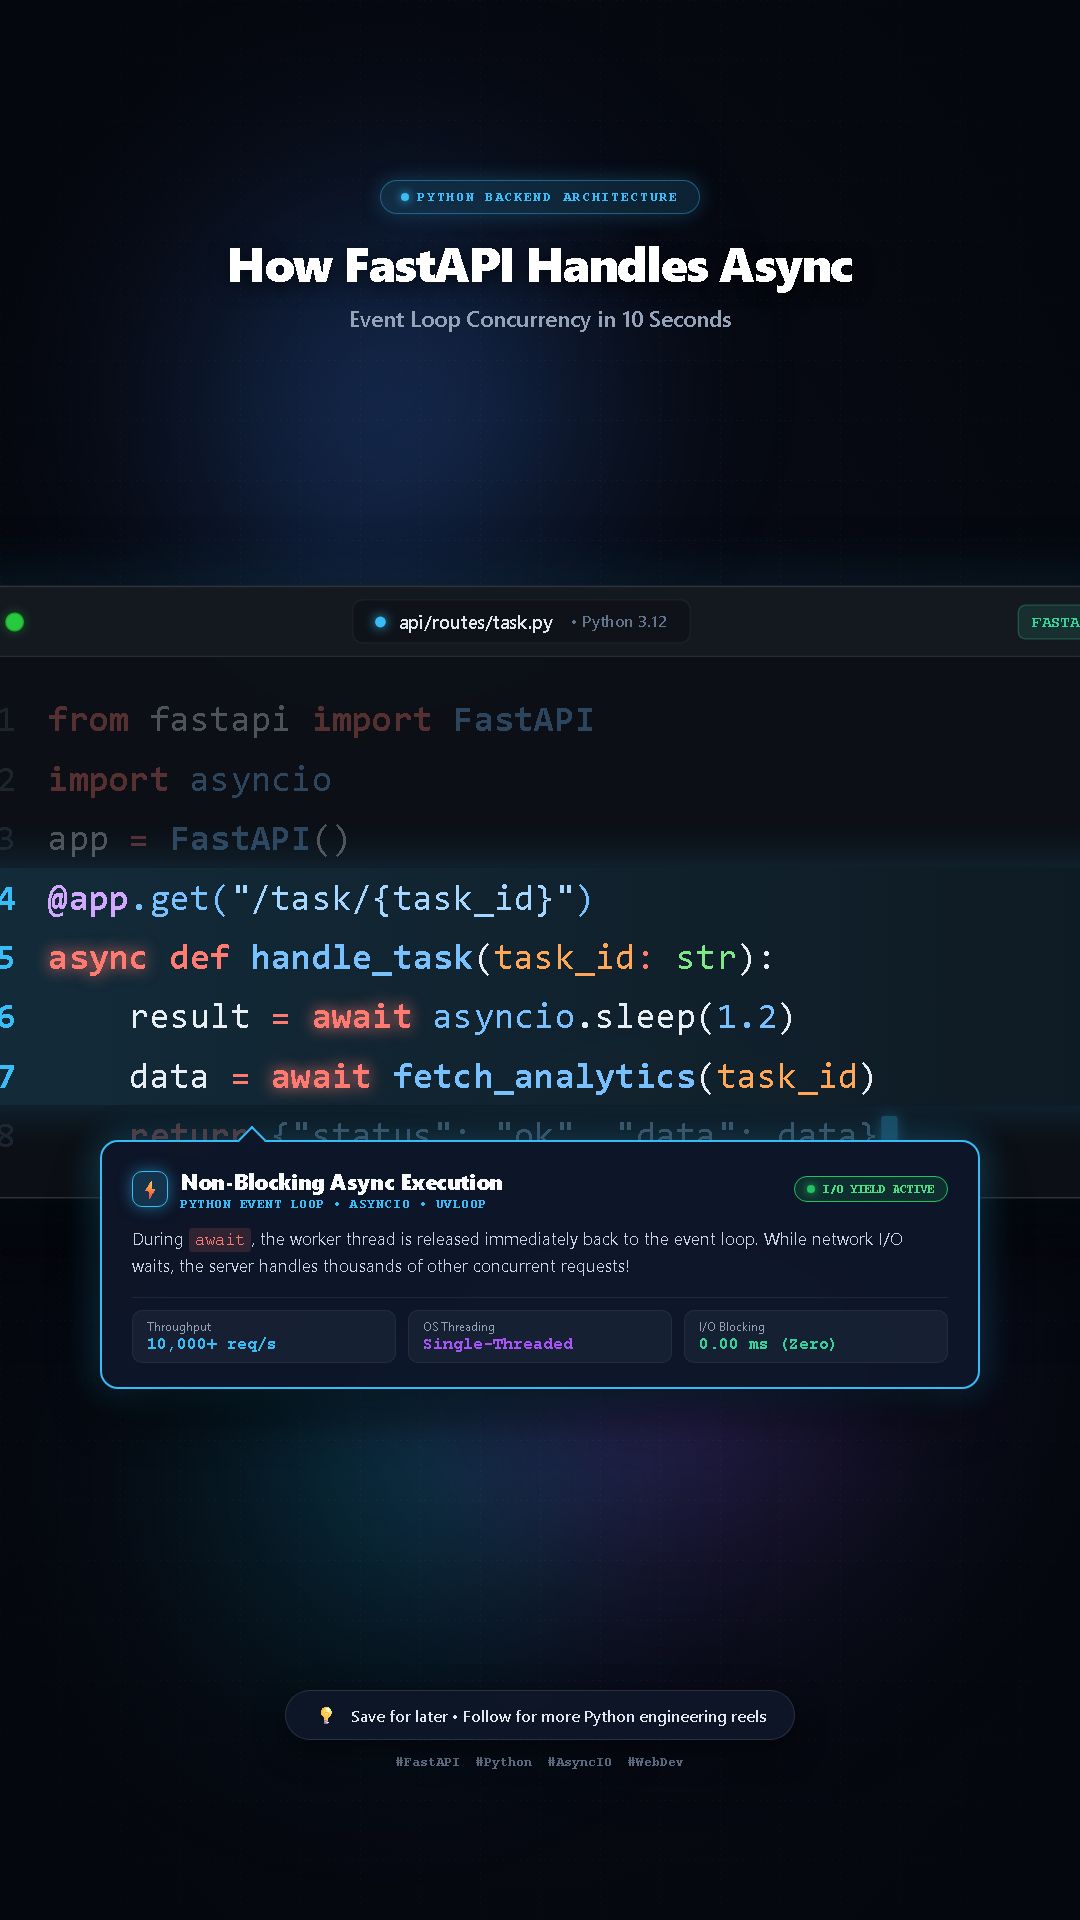 PYTHON BACKEND ARCHITECTURE
How FastAPI Handles Async
Event Loop Concurrency in 10 Seconds
api/routes/task.py • Python 3.12
FASTA
1 from fastapi import FastAPI
2 import asyncio
3 app = FastAPI()
4 @app.get("/task/{task_id}")
5 async def handle_task(task_id: str):
6 result = await asyncio.sleep(1.2)
7 data = await fetch_analytics(task_id)
8 return {"status": "ok", "data": data}
Non-Blocking Async Execution
I/O YIELD ACTIVE
PYTHON EVENT LOOP • ASYNCIO • UVLOOP
During await, the worker thread is released immediately back to the event loop. While network I/O
waits, the server handles thousands of other concurrent requests!
Throughput
10,000+ req/s
OS Threading
Single-Threaded
I/O Blocking
0.00 ms (Zero)
Save for later • Follow for more Python engineering reels
#FastAPI #Python #AsyncIO #WebDev